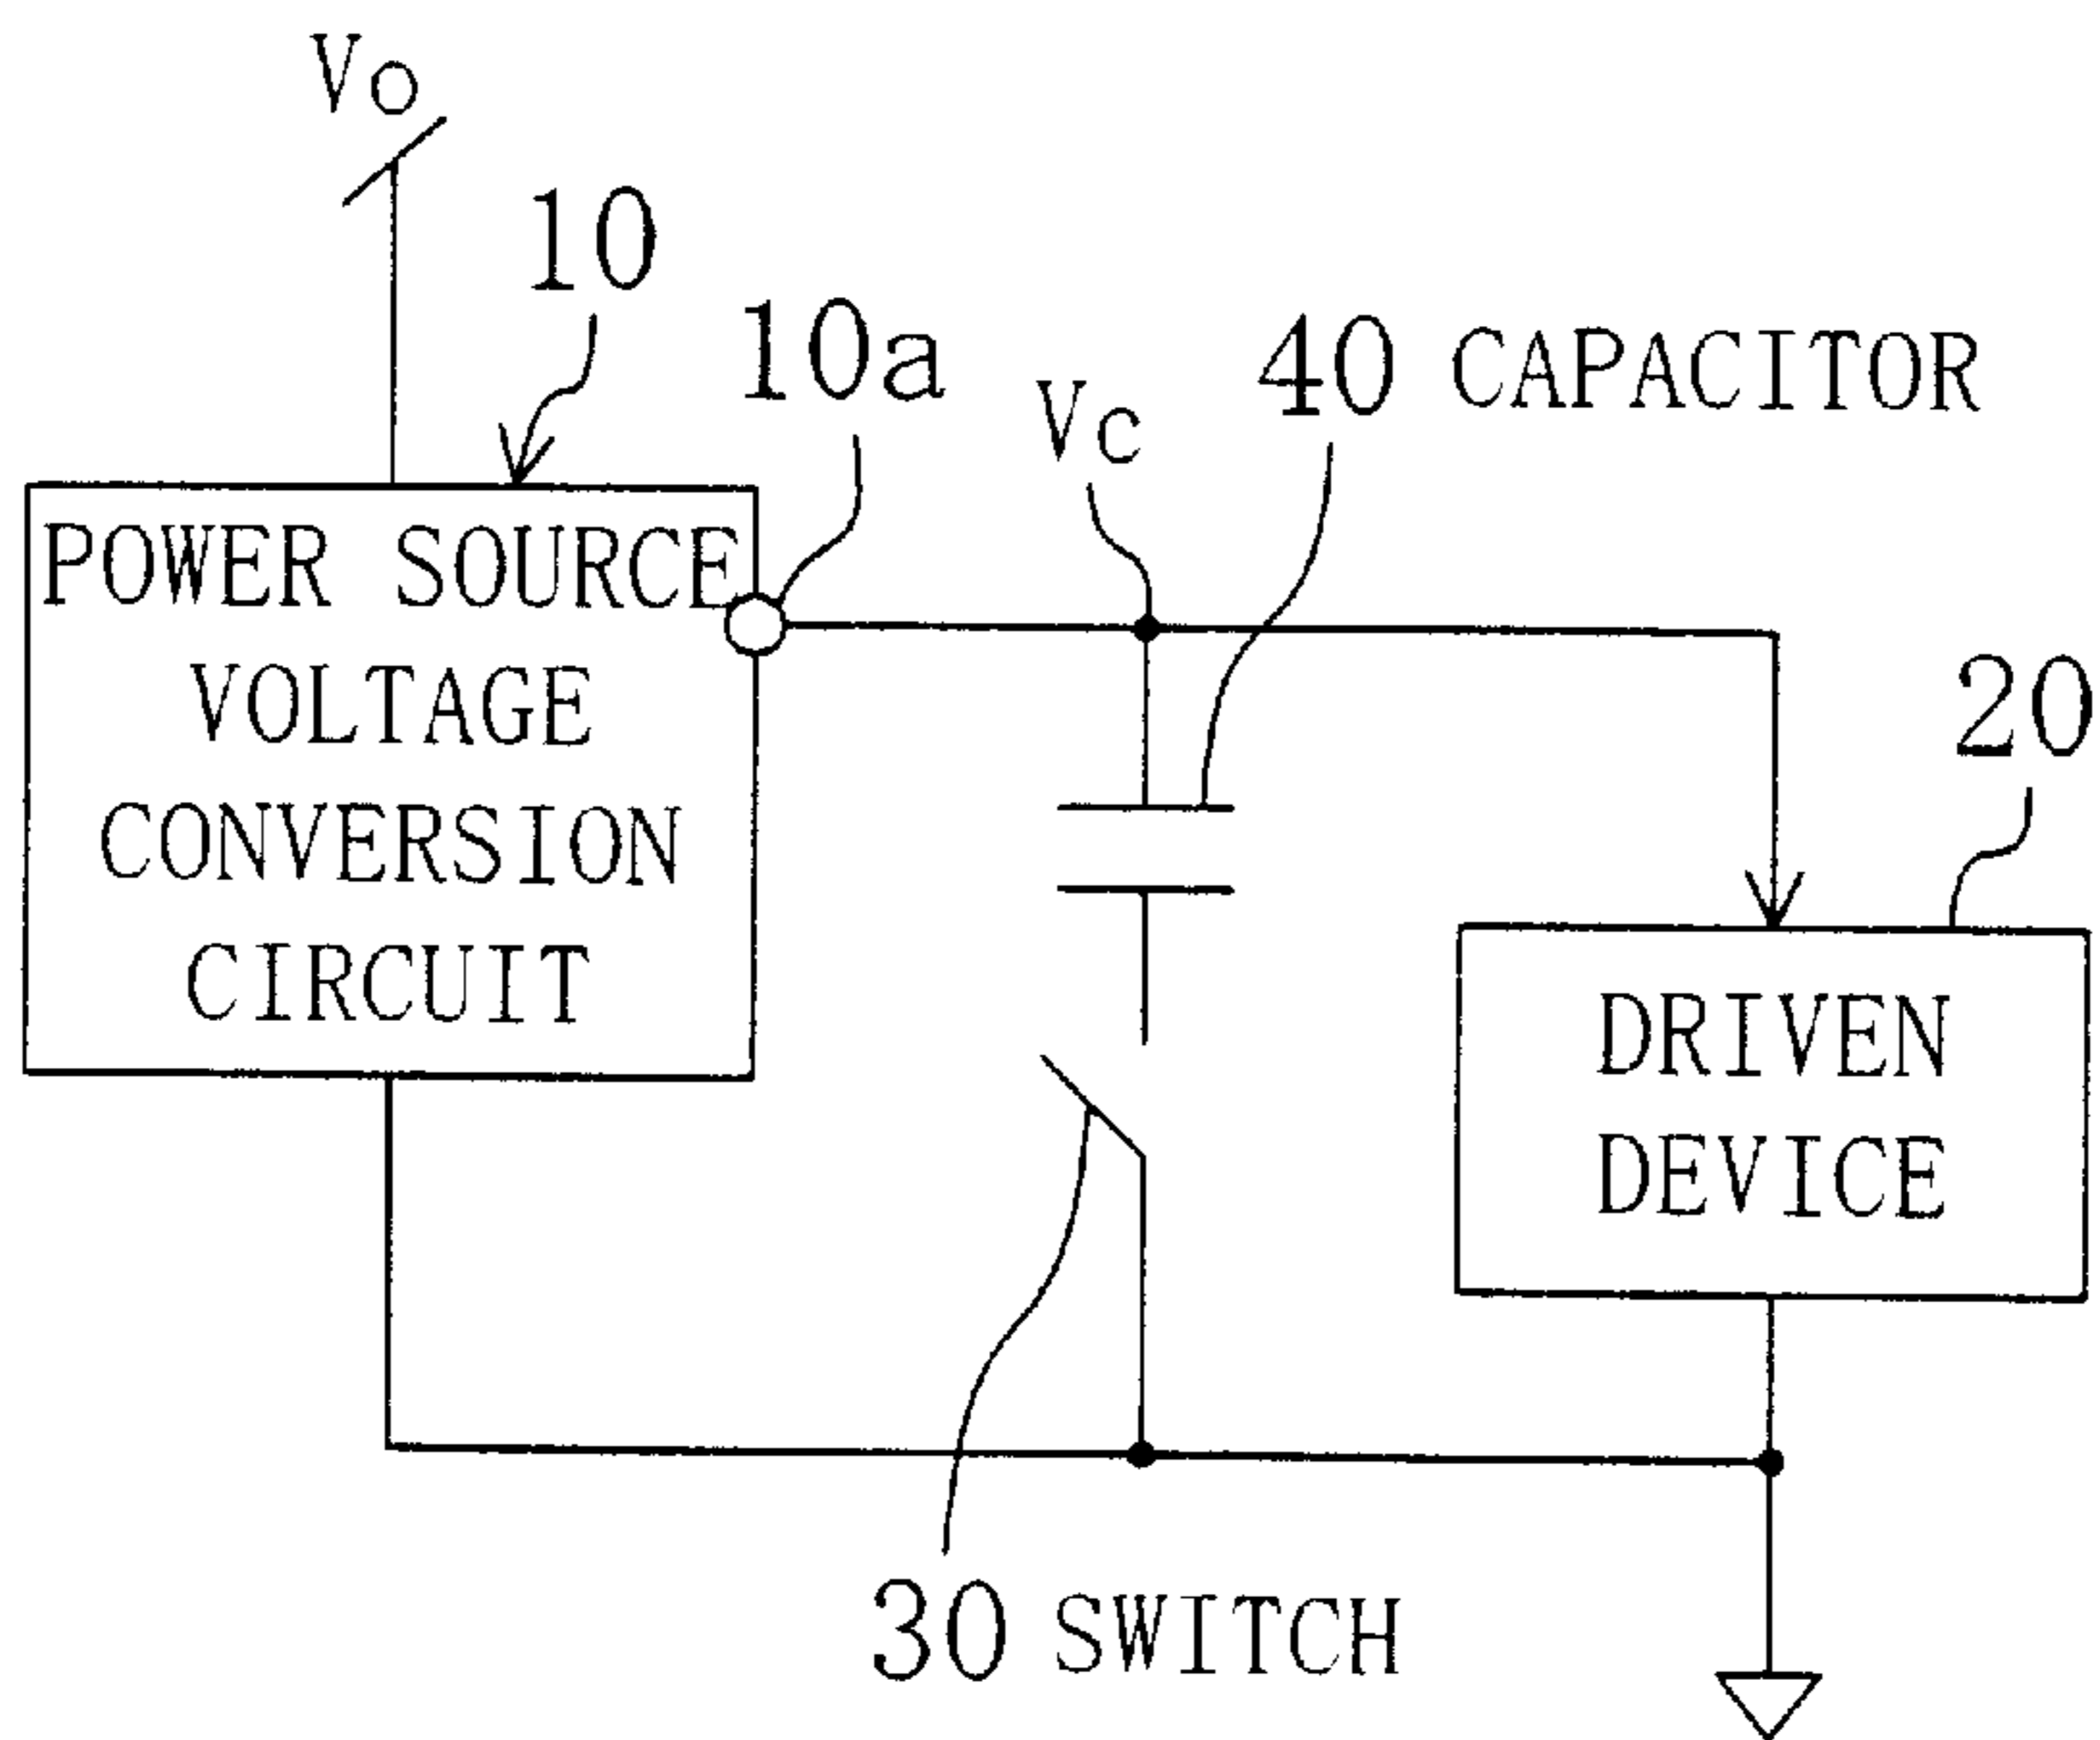 Vo
10
10a
Vc
40 CAPACITOR
POWER SOURCE
VOLTAGE
CONVERSION
CIRCUIT
20
DRIVEN
DEVICE
30 SWITCH